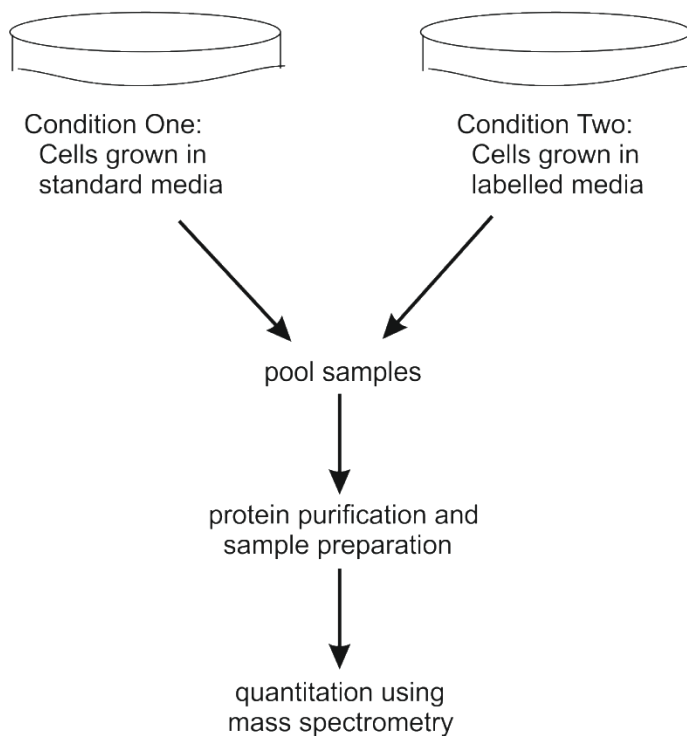 Condition One:
Cells grown in
standard media
Condition Two:
Cells grown in
labelled media
pool samples
protein purification and
sample preparation
quantitation using
mass spectrometry